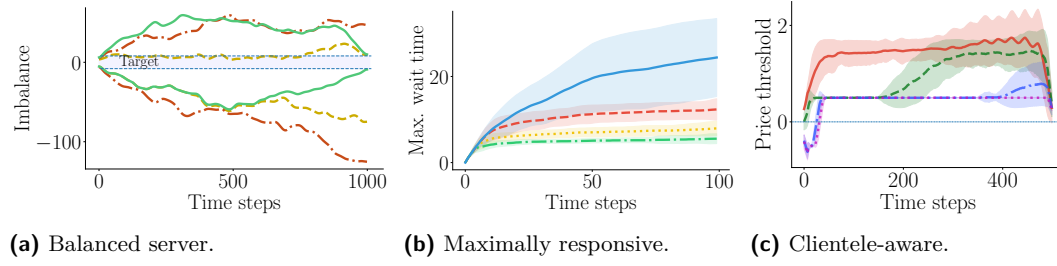 Imbalance
0
−100
Target
0
500
1000
Time steps
(a) Balanced server.
Max. wait time
20
0
0
50
100
Time steps
(b) Maximally responsive.
Price threshold
2
0
200
400
Time steps
(c) Clientele-aware.